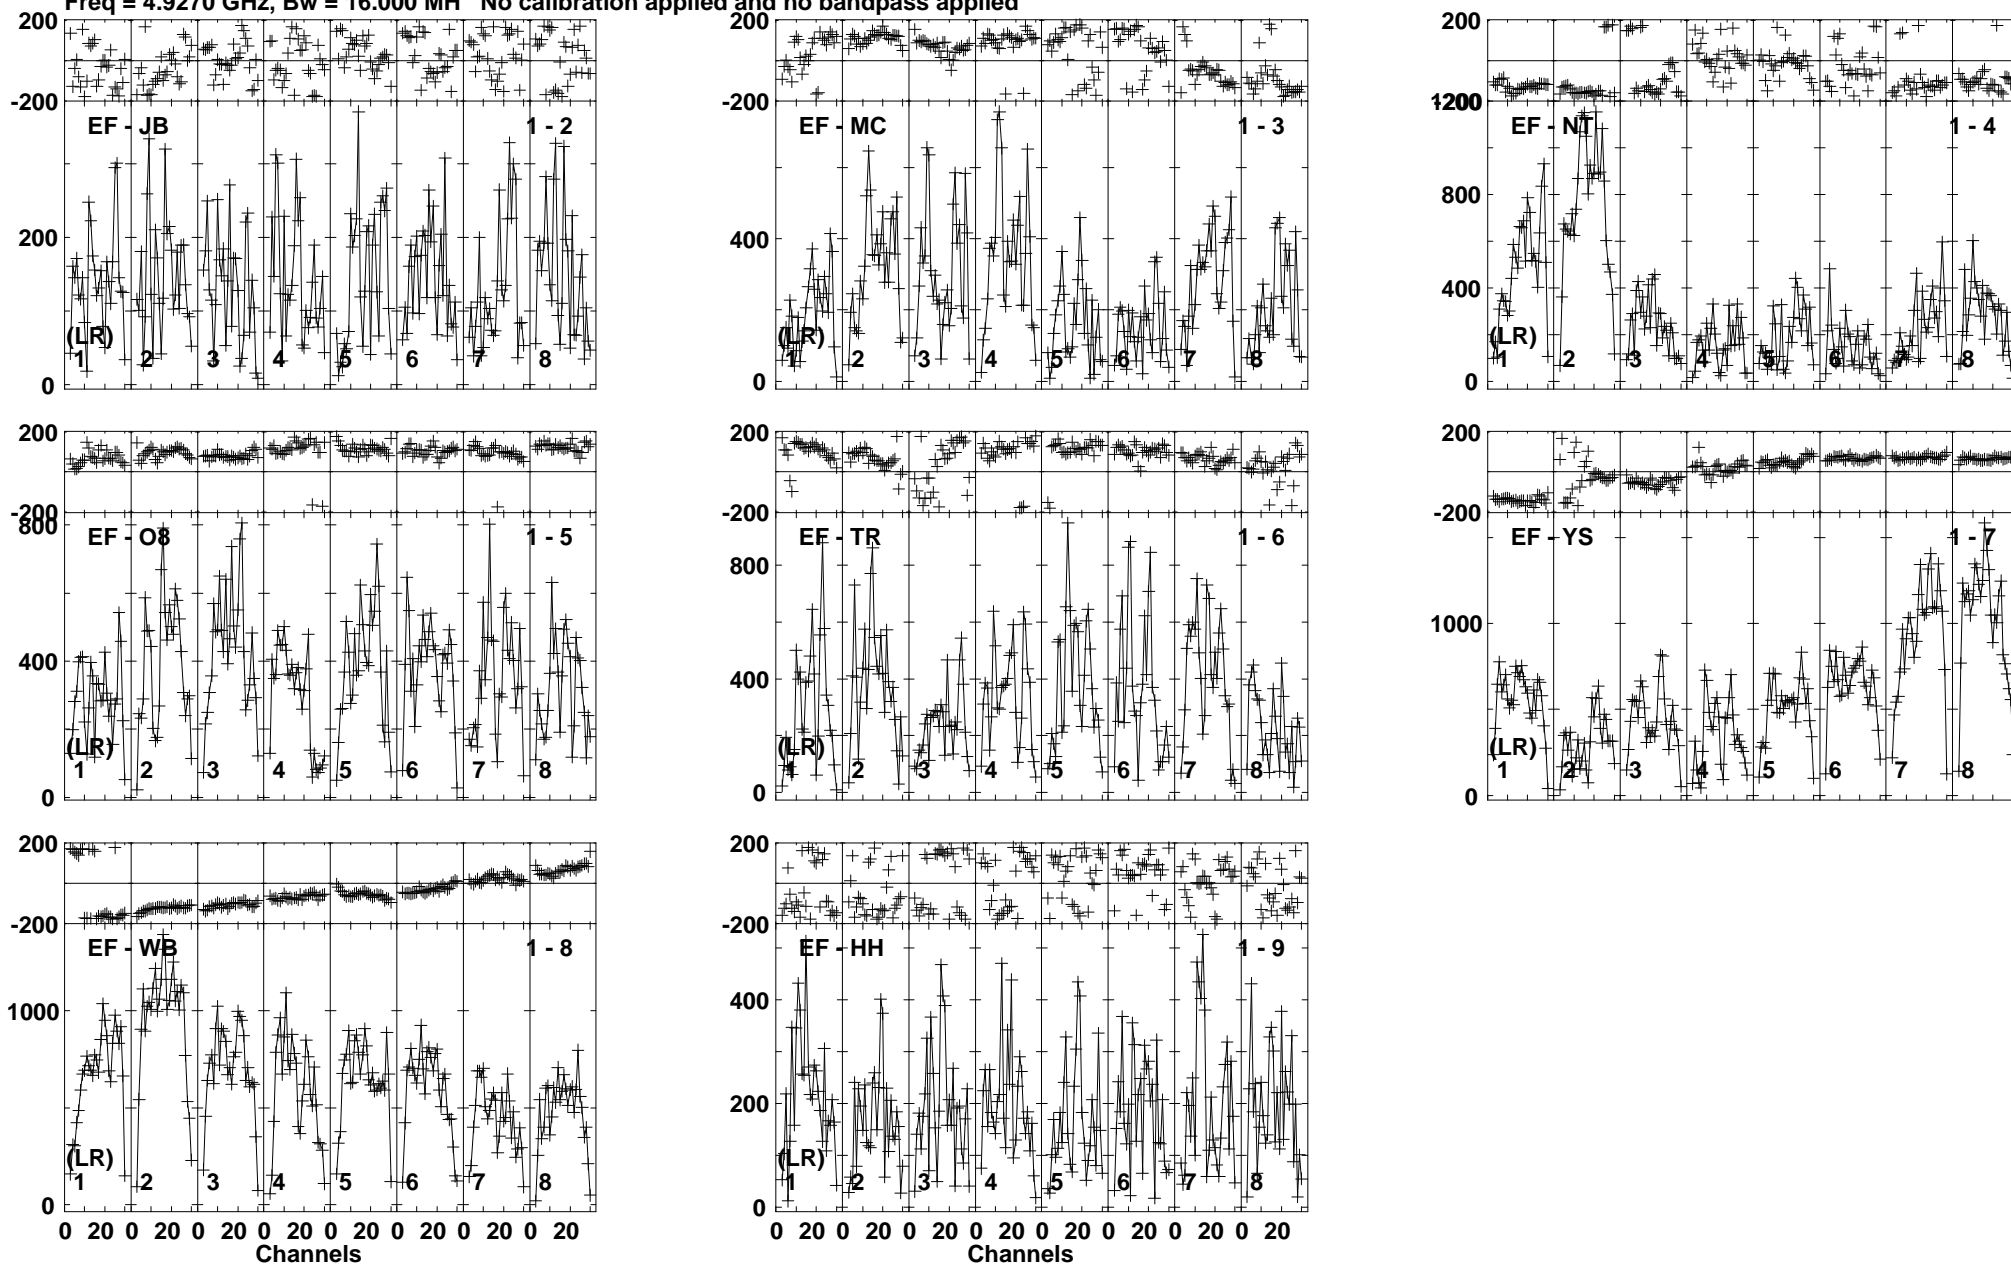 Freq = 4.9270 GHz, Bw = 16.000 MH No calibration applied and no bandpass applied
200 200 200
-200 -200 -200
1200
EF - JB 1 - 2 EF - MC 1 - 3 EF - NT 1 - 4
800
200 400 400
(LR) (LR) (LR)
1 2 3 4 5 6 7 8 1 2 3 4 5 6 7 8 1 2 3 4 5 6 7 8
0 0 0
200 200 200
-200 -200 -200
800
EF - O8 1 - 5 EF - TR 1 - 6 EF - YS 1 - 7
800
1000
400 400
(LR) (LR) (LR)
1 2 3 4 5 6 7 8 1 2 3 4 5 6 7 8 1 2 3 4 5 6 7 8
0 0 0
200 200
-200 -200
EF - WB 1 - 8 EF - HH 1 - 9
1000 400
200
(LR) (LR)
1 2 3 4 5 6 7 8 1 2 3 4 5 6 7 8
0 0
0 20 0 20 0 20 0 20 0 20 0 20 0 20 0 20 0 20 0 20 0 20 0 20 0 20 0 20 0 20 0 20
Channels Channels